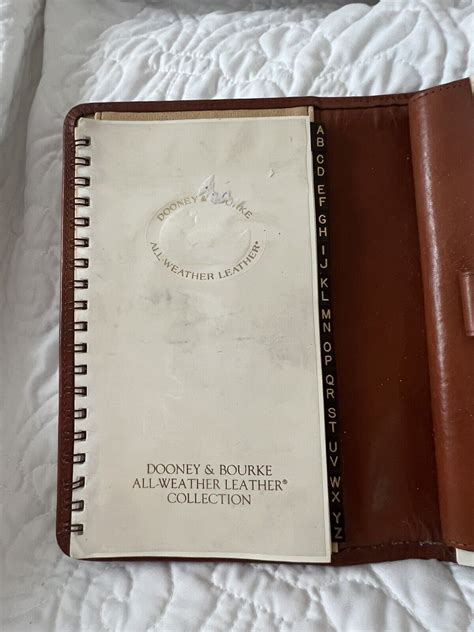 DOONEY & BOURKE
ALL-WEATHER LEATHER®
DOONEY & BOURKE
ALL-WEATHER LEATHER®
COLLECTION
AB
CD
EF
GH
IJ
KL
MN
OP
QR
ST
UV
WX
YZ